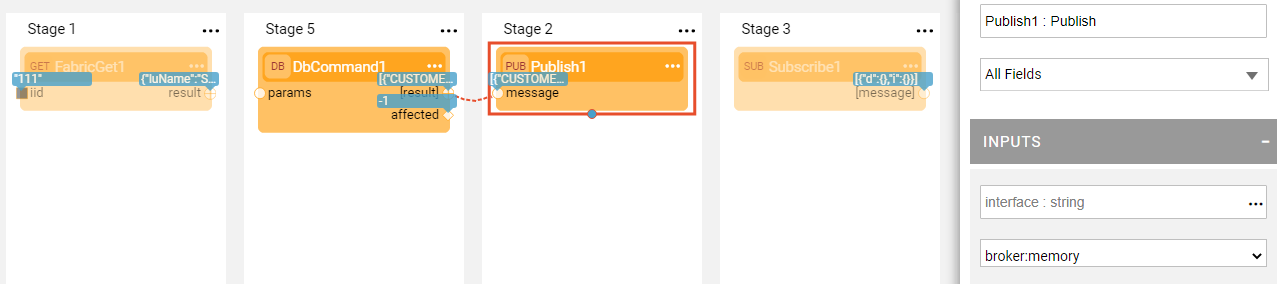 Stage 1
GET FabricGet1
"111"
{"luName":"S...
iid
result
Stage 5
DB DbCommand1
[{"CUSTOME...
params
[result]
-1
affected
Stage 2
PUB Publish1
[{"CUSTOME...
message
Stage 3
SUB Subscribe1
[{"d":{},"i":{}}]
[message]
Publish1 : Publish
All Fields
INPUTS
interface : string
broker:memory